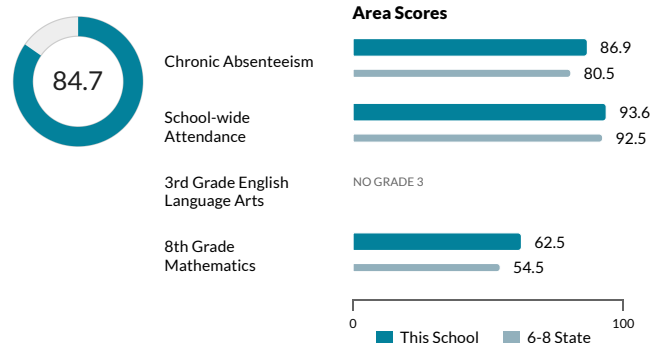 Area Scores
84.7
Chronic Absenteeism
86.9
80.5
School-wide
Attendance
93.6
92.5
3rd Grade English
Language Arts
NO GRADE 3
8th Grade
Mathematics
62.5
54.5
0
100
This School
6-8 State